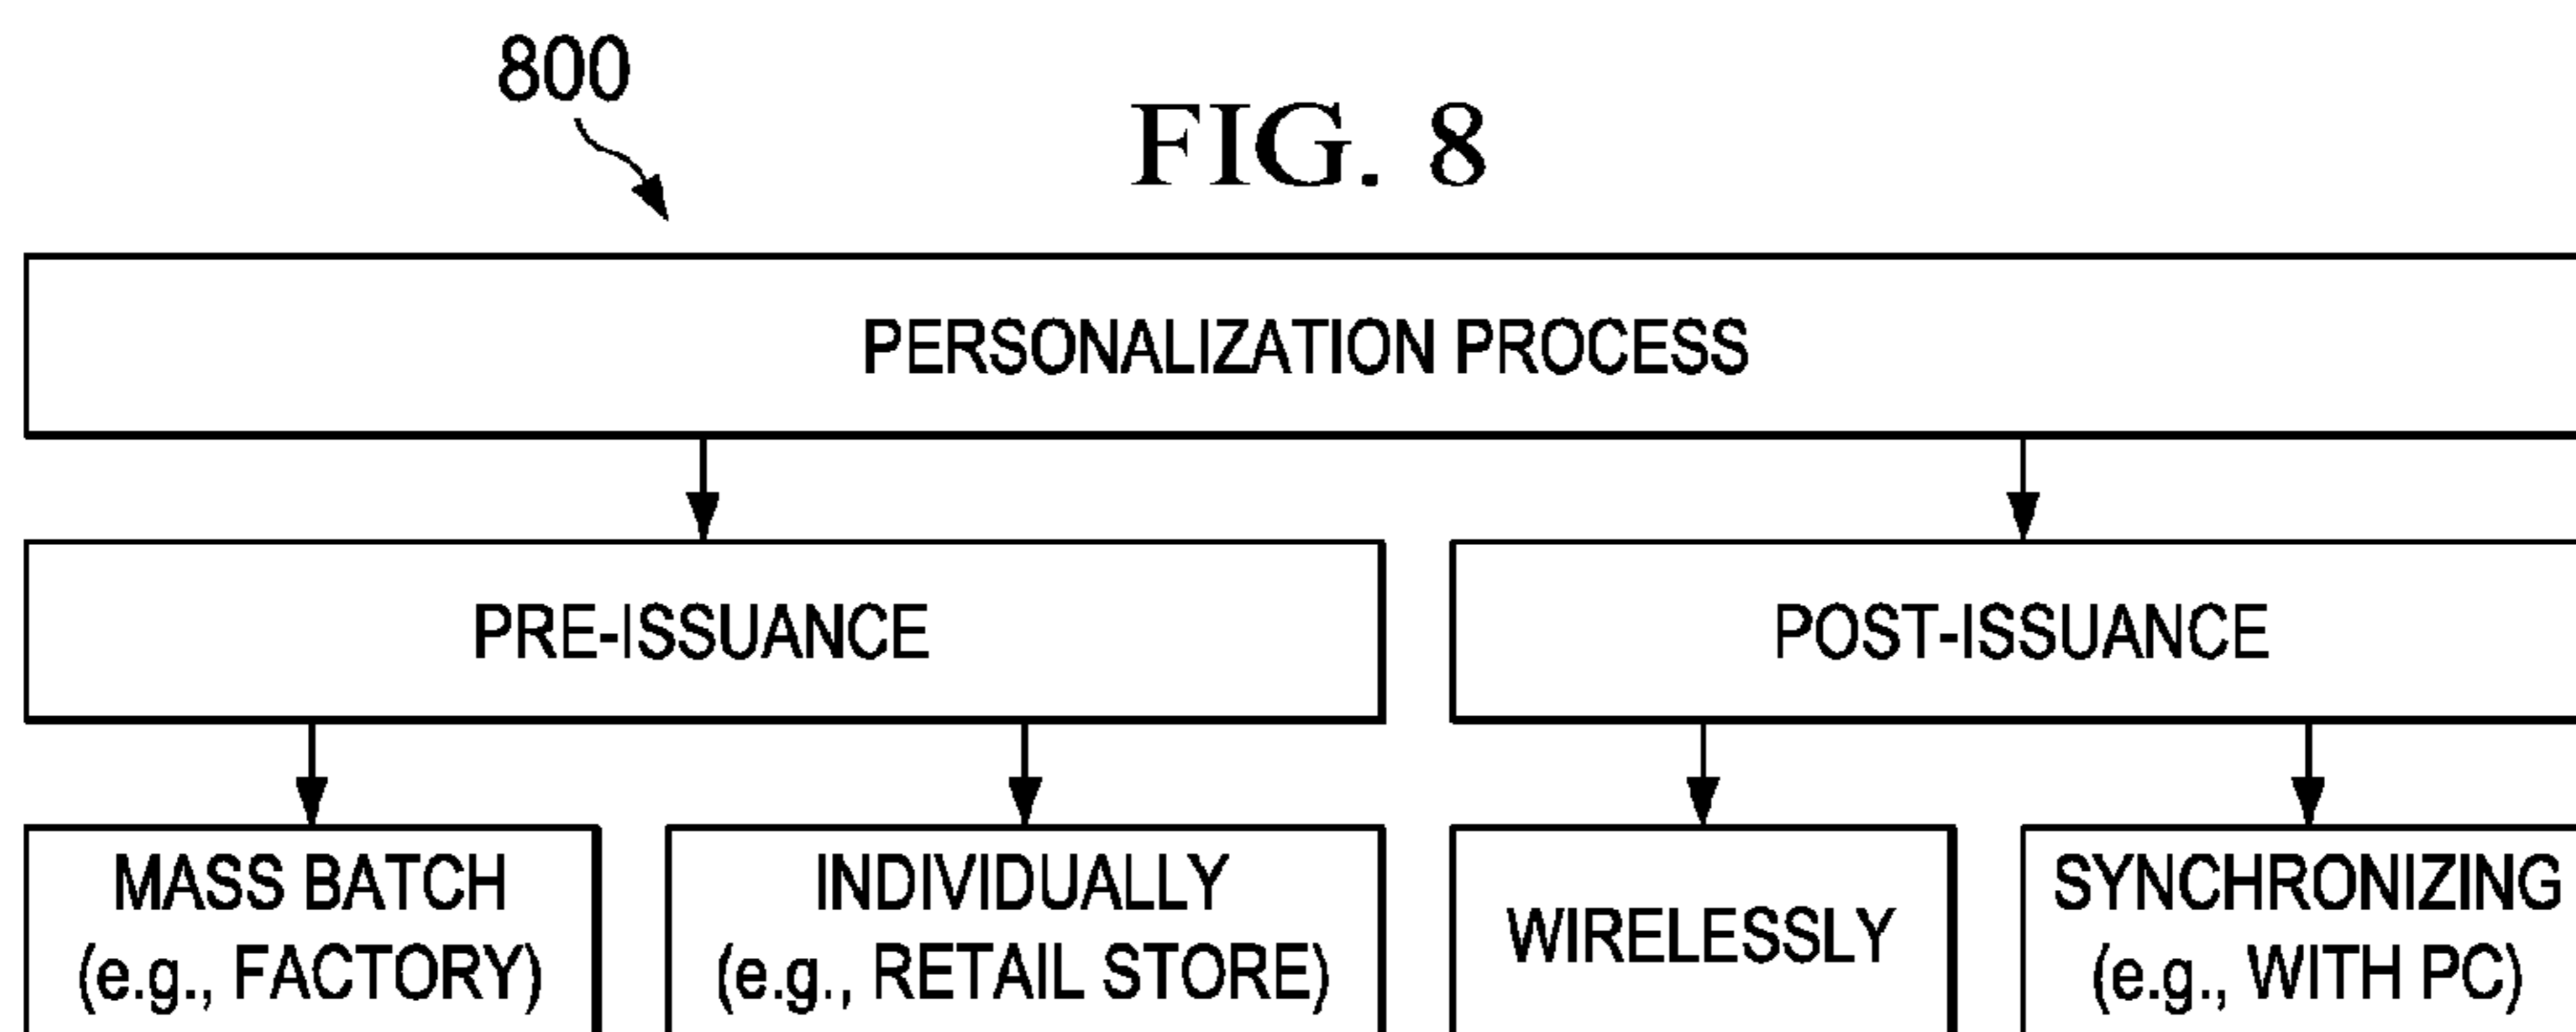 800
FIG. 8
PERSONALIZATION PROCESS
PRE-ISSUANCE
POST-ISSUANCE
MASS BATCH
(e.g., FACTORY)
INDIVIDUALLY
(e.g., RETAIL STORE)
WIRELESSLY
SYNCHRONIZING
(e.g., WITH PC)